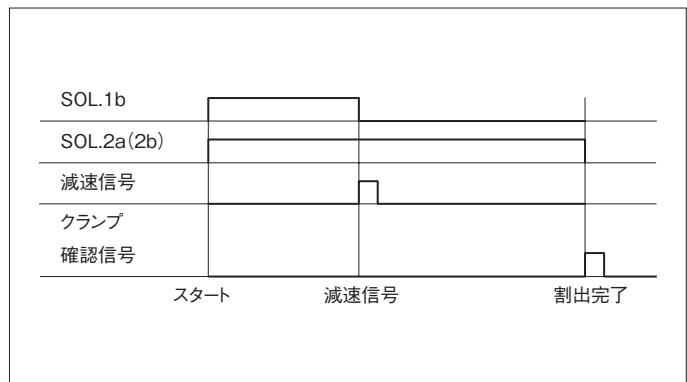 SOL.1b
SOL.2a(2b)
減速信号
クランプ
確認信号
スタート 減速信号 割出完了